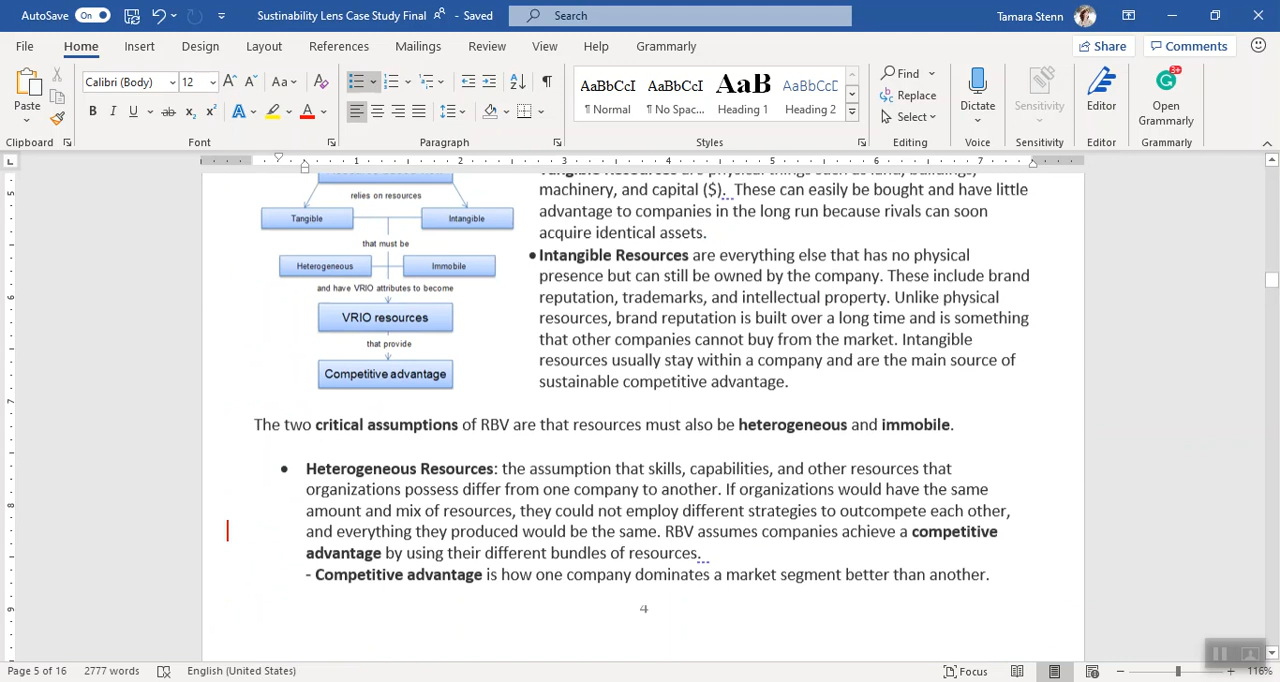 AutoSave On Sustinability Lens Case Study Final - Saved Search Tamara Stenn
File Home Insert Design Layout References Mailings Review View Help Grammarly Share Comments
Paste Calibri (Body) 12 Aa AaBbCcI AaBbCcI AaB AaBbCcD Find Dictate Sensitivity Editor Open Grammarly
Normal No Spac... Heading 1 Heading 2 Replace
B I U ab x₂ x² A A Select
Clipboard Font Paragraph Styles Editing Voice Sensitivity Editor Grammarly
1 2 3 4 5 6 7
relies on resources
Tangible Intangible
that must be
Heterogeneous Immobile
and have VRIO attributes to become
VRIO resources
that provide
Competitive advantage
machinery, and capital ($). These can easily be bought and have little
advantage to companies in the long run because rivals can soon
acquire identical assets.
• Intangible Resources are everything else that has no physical
presence but can still be owned by the company. These include brand
reputation, trademarks, and intellectual property. Unlike physical
resources, brand reputation is built over a long time and is something
that other companies cannot buy from the market. Intangible
resources usually stay within a company and are the main source of
sustainable competitive advantage.
The two critical assumptions of RBV are that resources must also be heterogeneous and immobile.
• Heterogeneous Resources: the assumption that skills, capabilities, and other resources that
organizations possess differ from one company to another. If organizations would have the same
amount and mix of resources, they could not employ different strategies to outcompete each other,
and everything they produced would be the same. RBV assumes companies achieve a competitive
advantage by using their different bundles of resources.
- Competitive advantage is how one company dominates a market segment better than another.
4
Page 5 of 16 2777 words English (United States) Focus 116%